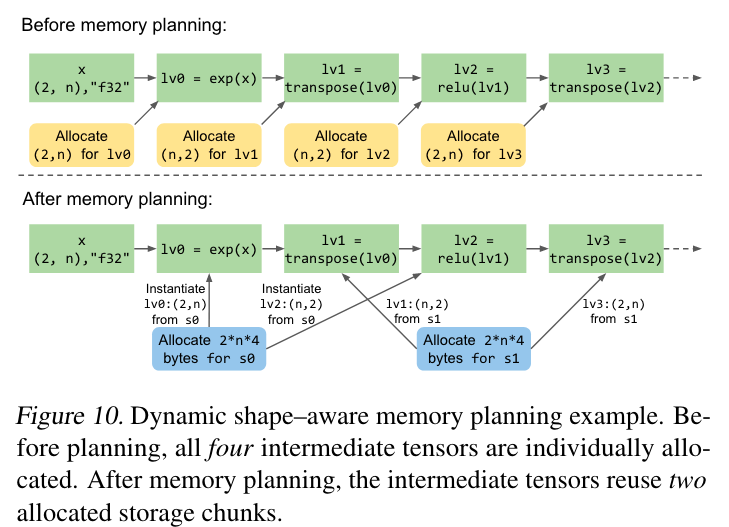 Before memory planning:
x
(2, n),"f32"
lv0 = exp(x)
lv1 =
transpose(lv0)
lv2 =
relu(lv1)
lv3 =
transpose(lv2)
Allocate
(2,n) for lv0
Allocate
(n,2) for lv1
Allocate
(n,2) for lv2
Allocate
(2,n) for lv3
After memory planning:
x
(2, n),"f32"
lv0 = exp(x)
lv1 =
transpose(lv0)
lv2 =
relu(lv1)
lv3 =
transpose(lv2)
Instantiate
lv0:(2,n)
from s0
Instantiate
lv2:(n,2)
from s0
lv1:(n,2)
from s1
lv3:(2,n)
from s1
Allocate 2*n*4
bytes for s0
Allocate 2*n*4
bytes for s1
Figure 10. Dynamic shape–aware memory planning example. Be-
fore planning, all four intermediate tensors are individually allo-
cated. After memory planning, the intermediate tensors reuse two
allocated storage chunks.